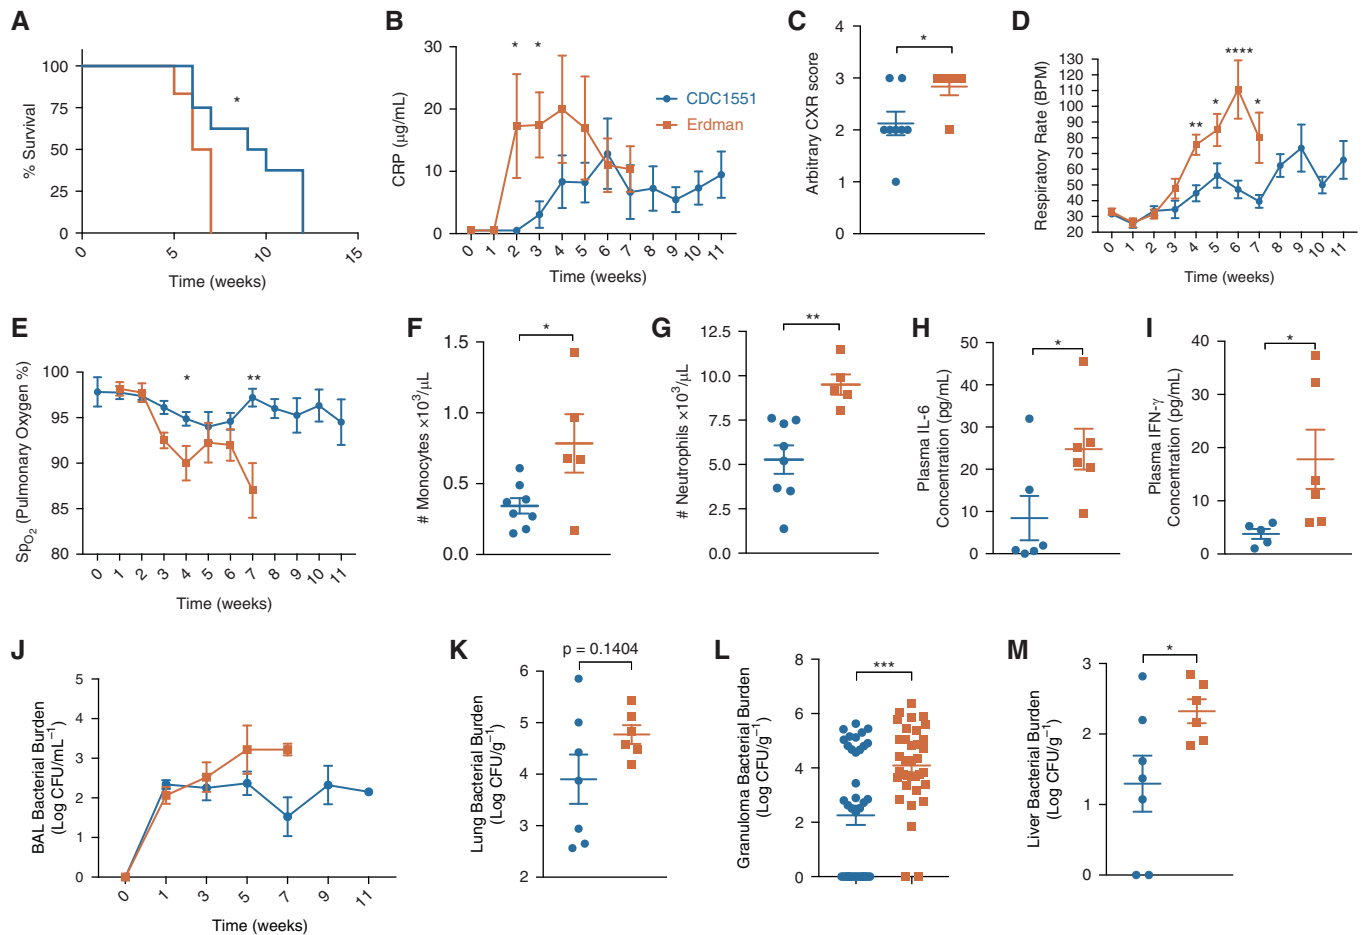 A
% Survival
100
75
50
25
0
*
0
5
10
15
Time (weeks)
B
CRP (µg/mL)
30
20
10
0
* *
CDC1551
Erdman
0 1 2 3 4 5 6 7 8 9 10 11
Time (weeks)
C
Arbitrary CXR score
4
3
2
1
0
*
D
Respiratory Rate (BPM)
130
120
110
100
90
80
70
60
50
40
30
20
** * **** *
0 1 2 3 4 5 6 7 8 9 10 11
Time (weeks)
E
SpO2 (Pulmonary Oxygen %)
100
95
90
85
80
* **
0 1 2 3 4 5 6 7 8 9 10 11
Time (weeks)
F
# Monocytes ×10³/µL
1.5
1.0
0.5
0.0
*
G
# Neutrophils ×10³/µL
12.5
10.0
7.5
5.0
2.5
0.0
**
H
Plasma IL-6
Concentration (pg/mL)
50
40
30
20
10
0
*
I
Plasma IFN-γ
Concentration (pg/mL)
40
30
20
10
0
*
J
BAL Bacterial Burden
(Log CFU/mL⁻¹)
5
4
3
2
1
0
0 1 3 5 7 9 11
Time (weeks)
K
Lung Bacterial Burden
(Log CFU/g⁻¹)
6
5
4
3
2
p = 0.1404
L
Granuloma Bacterial Burden
(Log CFU/g⁻¹)
8
6
4
2
0
***
M
Liver Bacterial Burden
(Log CFU/g⁻¹)
3
2
1
0
*